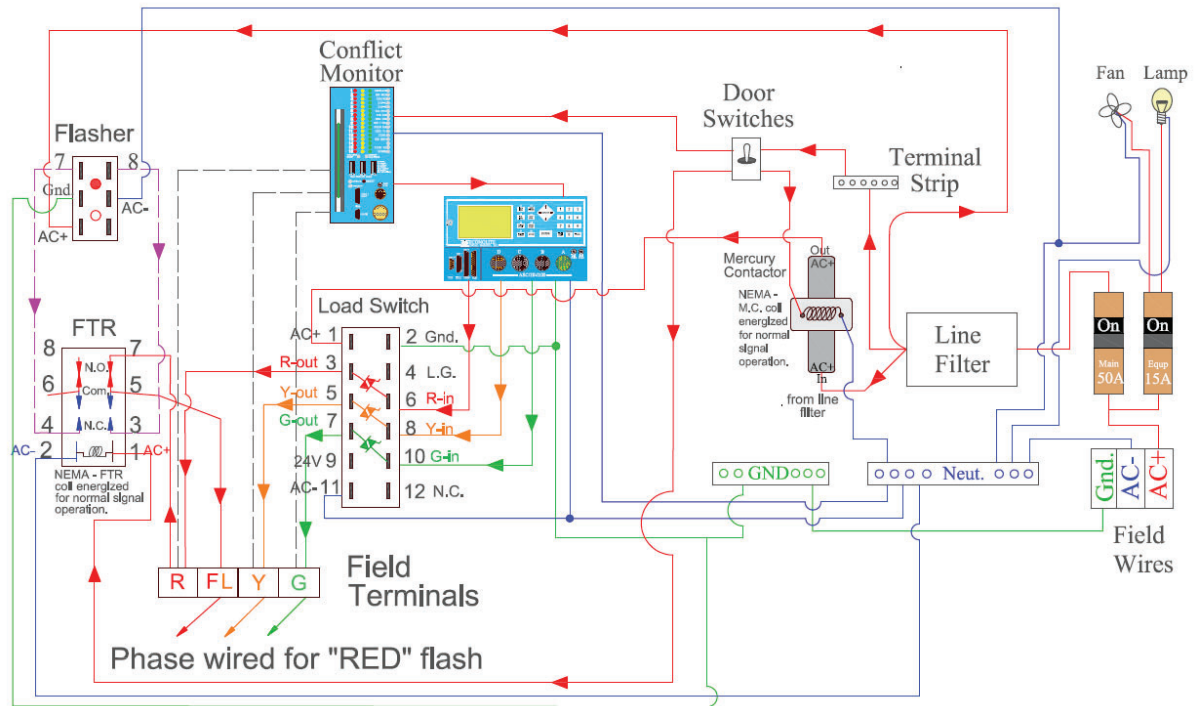 Conflict
Monitor
Door
Switches
Fan
Lamp
Flasher
7
8
Gnd.
AC-
AC+
Terminal
Strip
Load Switch
Mercury
Contactor
NEMA -
M.C. coil
energized
for normal
signal
operation.
Out
AC+
AC+
In
from line
filter
Line
Filter
On
Main
50A
On
Equp
15A
FTR
8
7
N.O.
6
Com.
5
4
N.C.
3
AC-
2
1
AC+
NEMA - FTR
coil energized
for normal signal
operation.
AC+ 1
2 Gnd.
R-out 3
4 L.G.
Y-out 5
6 R-in
G-out 7
8 Y-in
24V 9
10 G-in
AC- 11
12 N.C.
GND
Neut.
Gnd.
AC-
AC+
Field
Wires
R
FL
Y
G
Field
Terminals
Phase wired for "RED" flash